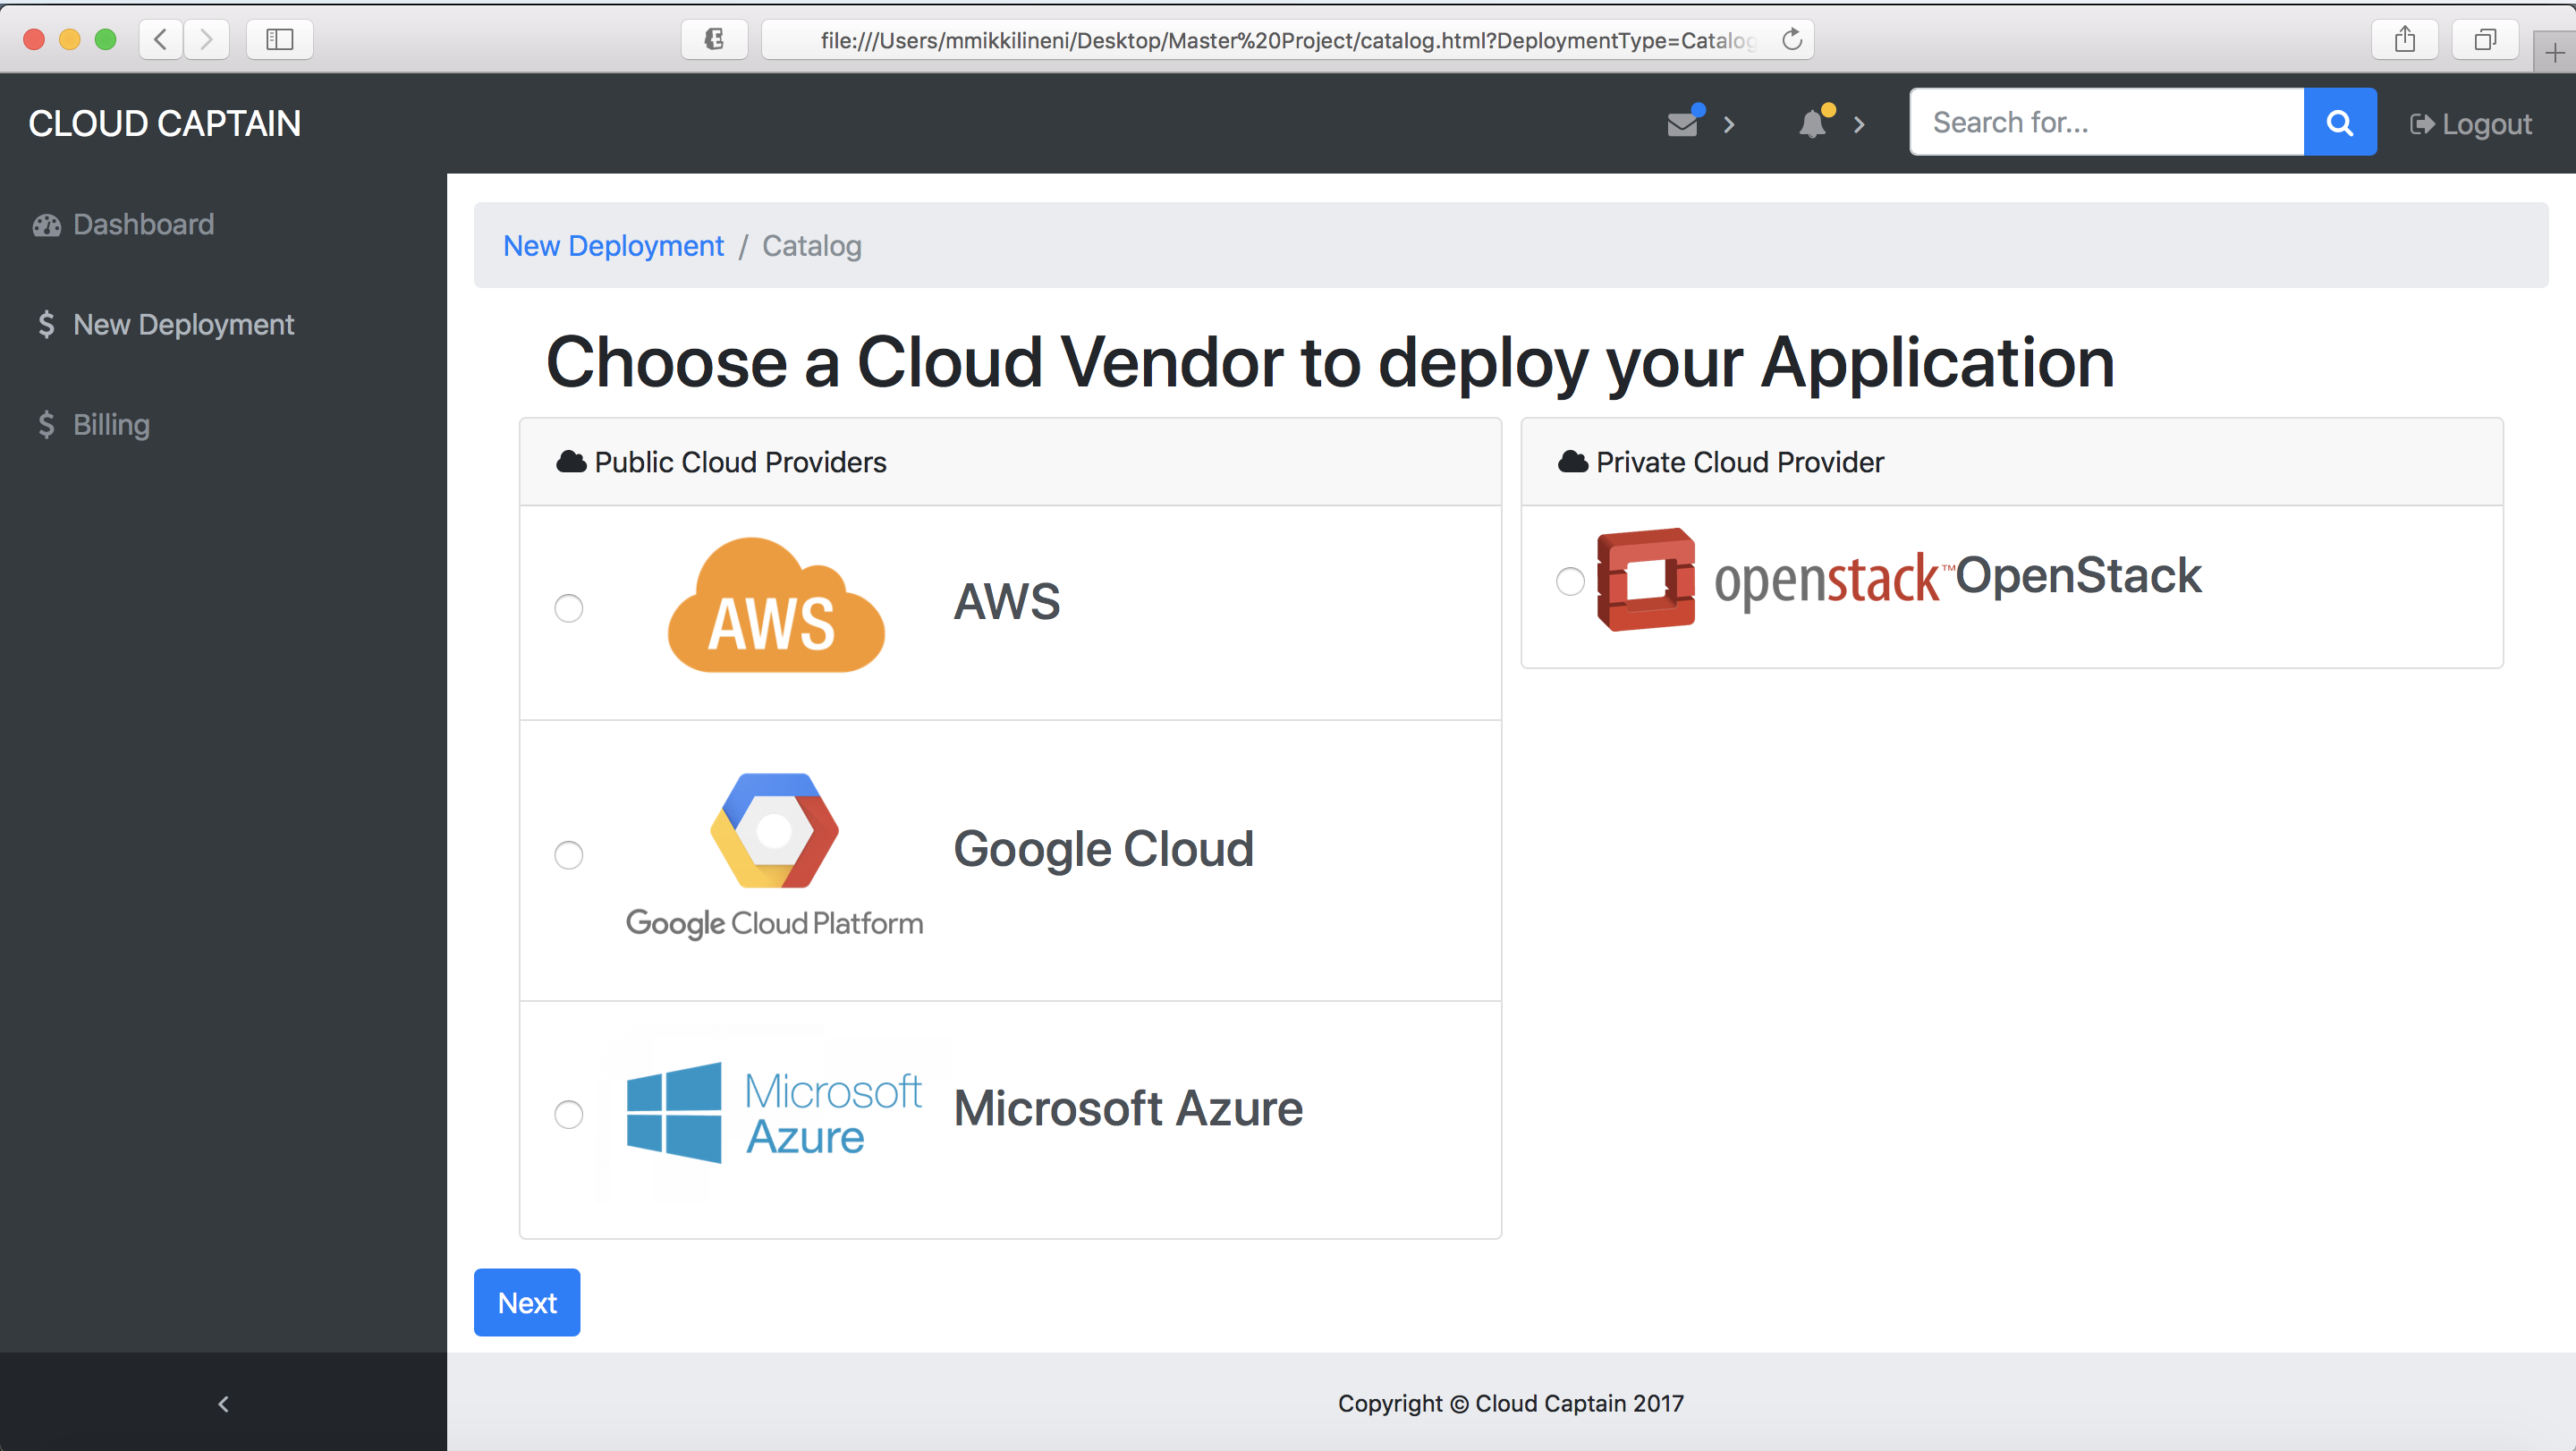 file:///Users/mmikkilineni/Desktop/Master%20Project/catalog.html?DeploymentType=Catalog
CLOUD CAPTAIN
Search for...
Logout
Dashboard
New Deployment
Billing
New Deployment / Catalog
Choose a Cloud Vendor to deploy your Application
Public Cloud Providers
AWS
AWS
Google Cloud
Google Cloud Platform
Microsoft
Azure
Microsoft Azure
Private Cloud Provider
openstack™
OpenStack
Next
Copyright © Cloud Captain 2017